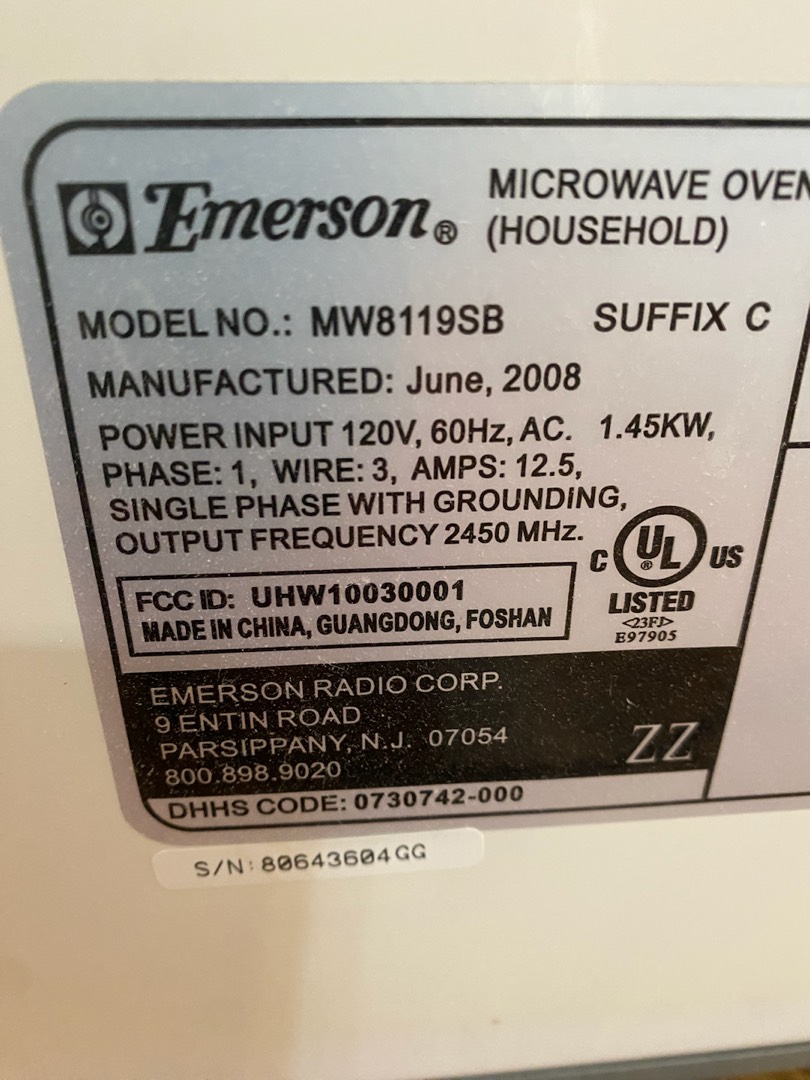 Emerson® MICROWAVE OVEN
(HOUSEHOLD)
MODEL NO.: MW8119SB SUFFIX C
MANUFACTURED: June, 2008
POWER INPUT 120V, 60Hz, AC. 1.45KW,
PHASE: 1, WIRE: 3, AMPS: 12.5,
SINGLE PHASE WITH GROUNDING,
OUTPUT FREQUENCY 2450 MHz.
C UL® US
LISTED
<23FJ>
E97905
FCC ID: UHW10030001
MADE IN CHINA, GUANGDONG, FOSHAN
EMERSON RADIO CORP.
9 ENTIN ROAD
PARSIPPANY, N.J. 07054
800.898.9020
ZZ
DHHS CODE: 0730742-000
S/N:80643604GG